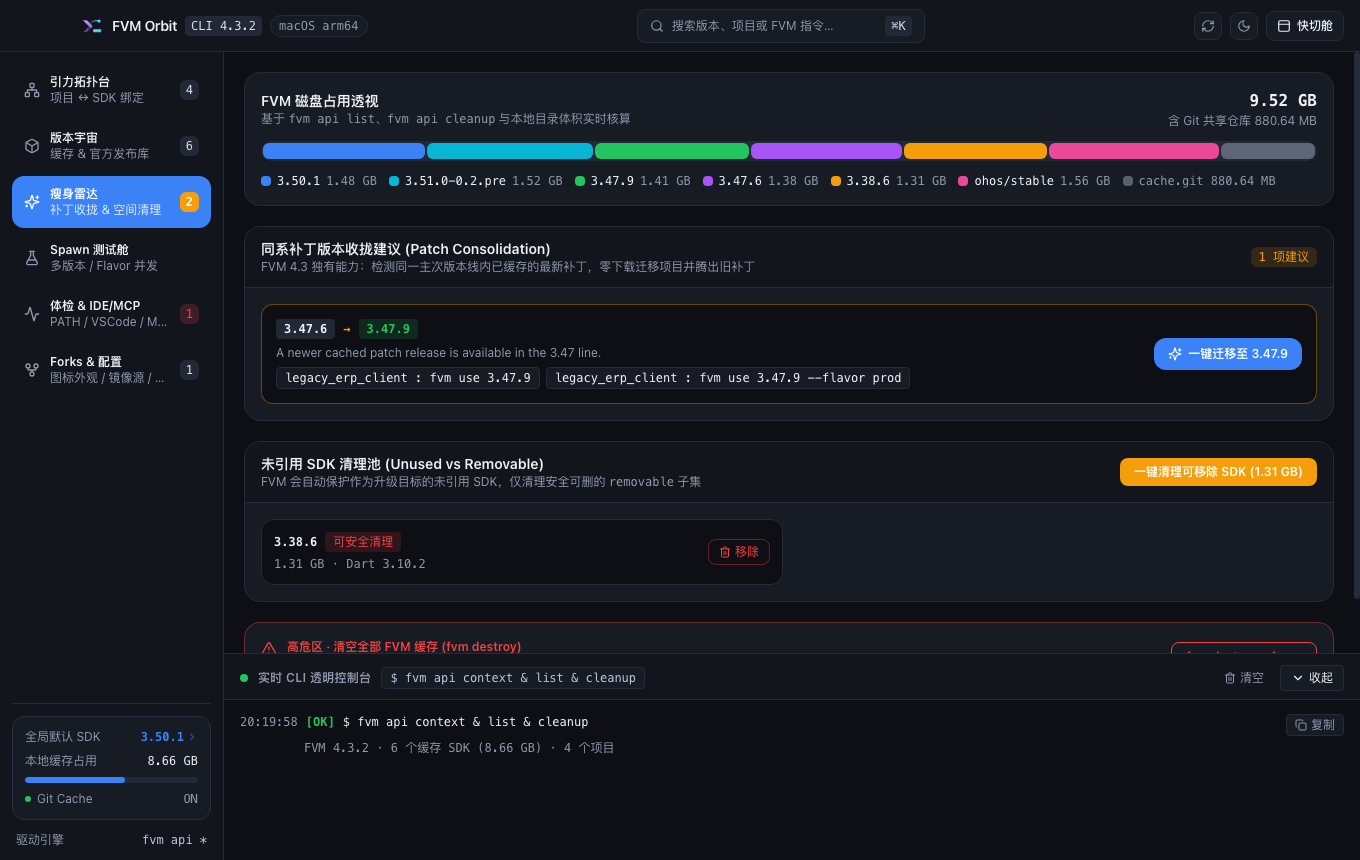 FVM Orbit CLI 4.3.2 macOS arm64
搜索版本、项目或 FVM 指令… ⌘K
快切舱
引力拓扑台
项目 ↔ SDK 绑定
4
版本宇宙
缓存 & 官方发布库
6
瘦身雷达
补丁收拢 & 空间清理
2
Spawn 测试舱
多版本 / Flavor 并发
体检 & IDE/MCP
PATH / VSCode / M...
1
Forks & 配置
图标外观 / 镜像源 / ...
1
全局默认 SDK 3.50.1 ›
本地缓存占用 8.66 GB
Git Cache ON
驱动引擎 fvm api *
FVM 磁盘占用透视
基于 fvm api list、fvm api cleanup 与本地目录体积实时核算
9.52 GB
含 Git 共享仓库 880.64 MB
3.50.1 1.48 GB 3.51.0-0.2.pre 1.52 GB 3.47.9 1.41 GB 3.47.6 1.38 GB 3.38.6 1.31 GB ohos/stable 1.56 GB cache.git 880.64 MB
同系补丁版本收拢建议 (Patch Consolidation)
FVM 4.3 独有能力：检测同一主次版本线内已缓存的最新补丁，零下载迁移项目并腾出旧补丁
1 项建议
3.47.6 → 3.47.9
A newer cached patch release is available in the 3.47 line.
legacy_erp_client : fvm use 3.47.9 legacy_erp_client : fvm use 3.47.9 --flavor prod
一键迁移至 3.47.9
未引用 SDK 清理池 (Unused vs Removable)
FVM 会自动保护作为升级目标的未引用 SDK，仅清理安全可删的 removable 子集
一键清理可移除 SDK (1.31 GB)
3.38.6 可安全清理
1.31 GB · Dart 3.10.2
移除
高危区 · 清空全部 FVM 缓存 (fvm destroy)
实时 CLI 透明控制台 $ fvm api context & list & cleanup
清空 收起
20:19:58 [OK] $ fvm api context & list & cleanup
复制
FVM 4.3.2 · 6 个缓存 SDK (8.66 GB) · 4 个项目